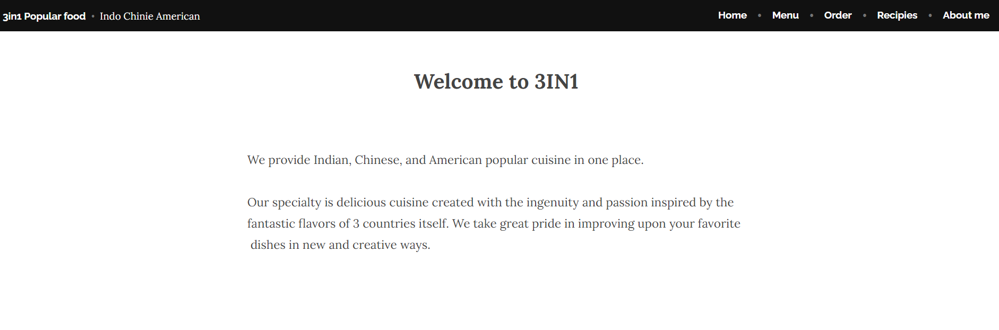 3in1 Popular food • Indo Chinie American
Home • Menu • Order • Recipies • About me
Welcome to 3IN1
We provide Indian, Chinese, and American popular cuisine in one place.
Our specialty is delicious cuisine created with the ingenuity and passion inspired by the
fantastic flavors of 3 countries itself. We take great pride in improving upon your favorite
dishes in new and creative ways.